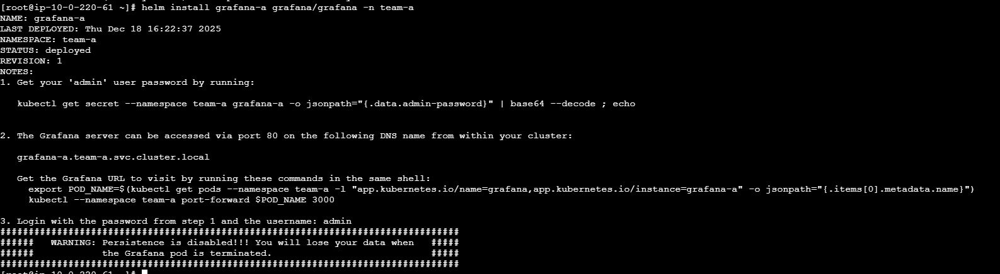 [root@ip-10-0-220-61 ~]# helm install grafana-a grafana/grafana -n team-a
NAME: grafana-a
LAST DEPLOYED: Thu Dec 18 16:22:37 2025
NAMESPACE: team-a
STATUS: deployed
REVISION: 1
NOTES:
1. Get your 'admin' user password by running:
   kubectl get secret --namespace team-a grafana-a -o jsonpath="{.data.admin-password}" | base64 --decode ; echo
2. The Grafana server can be accessed via port 80 on the following DNS name from within your cluster:
   grafana-a.team-a.svc.cluster.local
   Get the Grafana URL to visit by running these commands in the same shell:
     export POD_NAME=$(kubectl get pods --namespace team-a -l "app.kubernetes.io/name=grafana,app.kubernetes.io/instance=grafana-a" -o jsonpath="{.items[0].metadata.name}")
     kubectl --namespace team-a port-forward $POD_NAME 3000
3. Login with the password from step 1 and the username: admin
#################################################################################
######   WARNING: Persistence is disabled!!! You will lose your data when   #####
######            the Grafana pod is terminated.                            #####
#################################################################################
[root@ip-10-0-220-61 ~]#